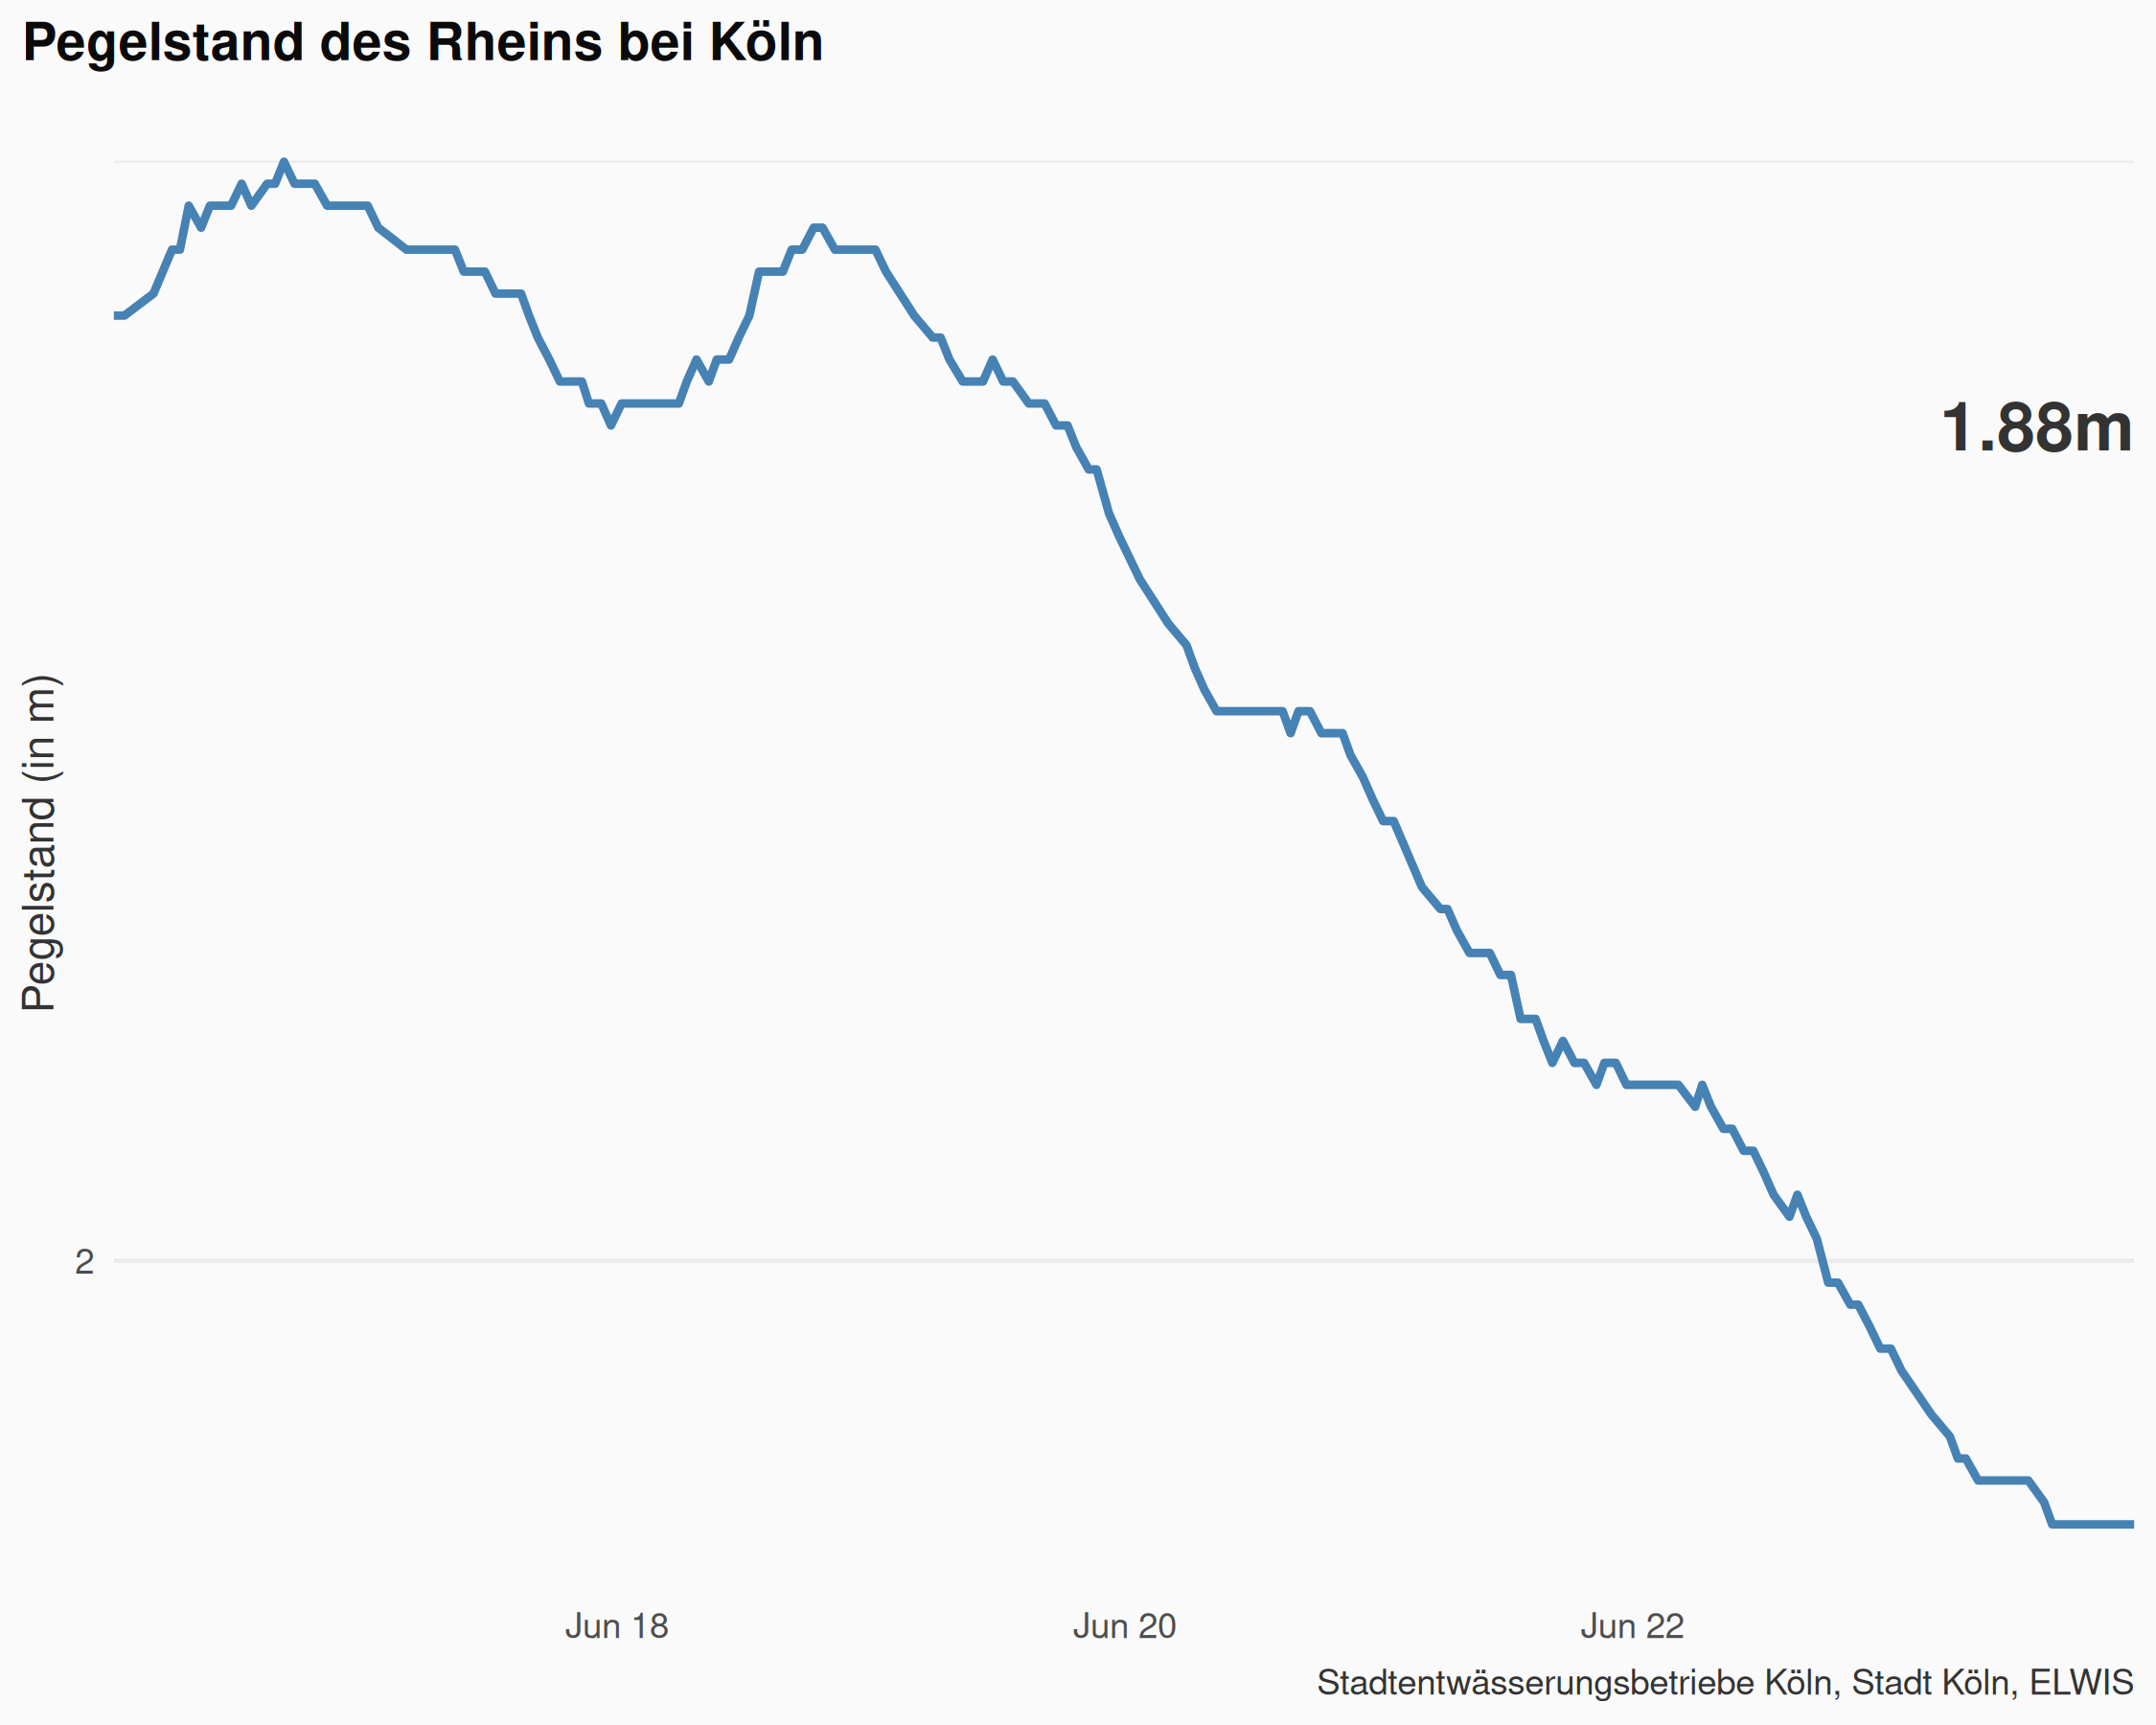 Pegelstand des Rheins bei Köln
1.88m
Pegelstand (in m)
2
Jun 18
Jun 20
Jun 22
Stadtentwässerungsbetriebe Köln, Stadt Köln, ELWIS